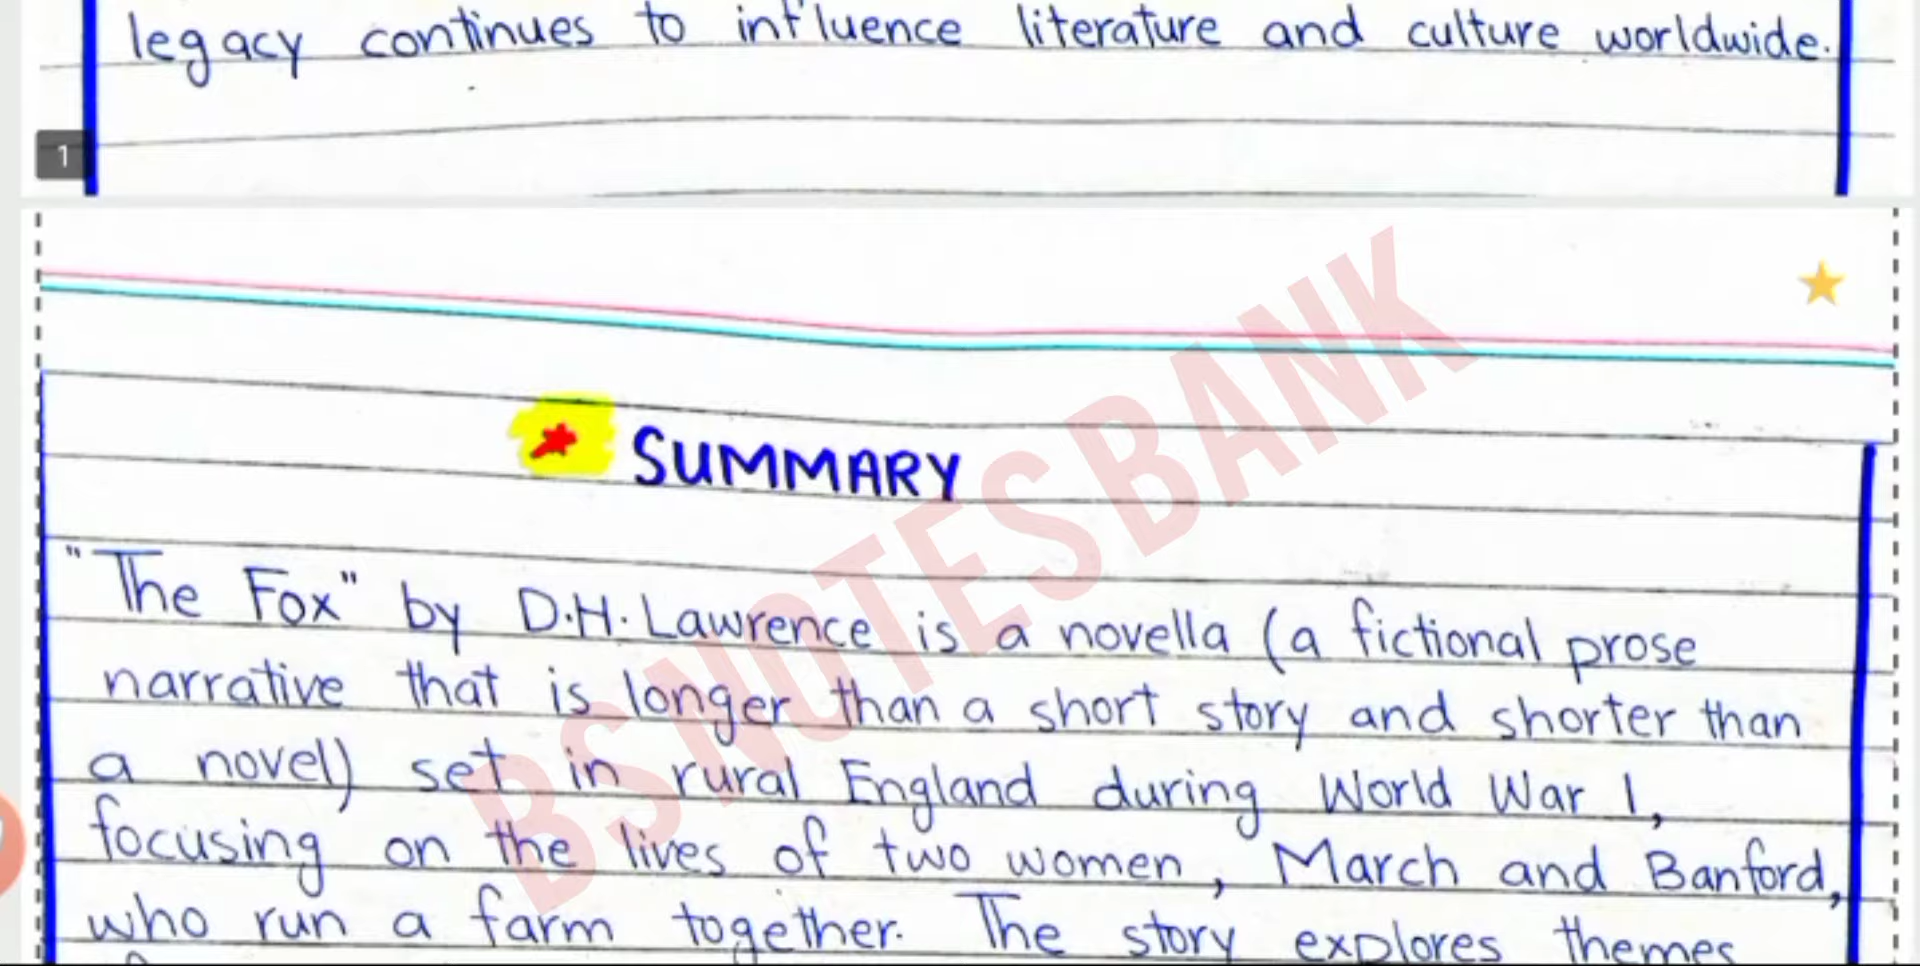 legacy continues to influence literature and culture worldwide.
1
SUMMARY
"The Fox" by D.H. Lawrence is a novella (a fictional prose
narrative that is longer than a short story and shorter than
a novel) set in rural England during World War 1,
focusing on the lives of two women, March and Banford,
who run a farm together. The story explores themes
BSNOTESBANK